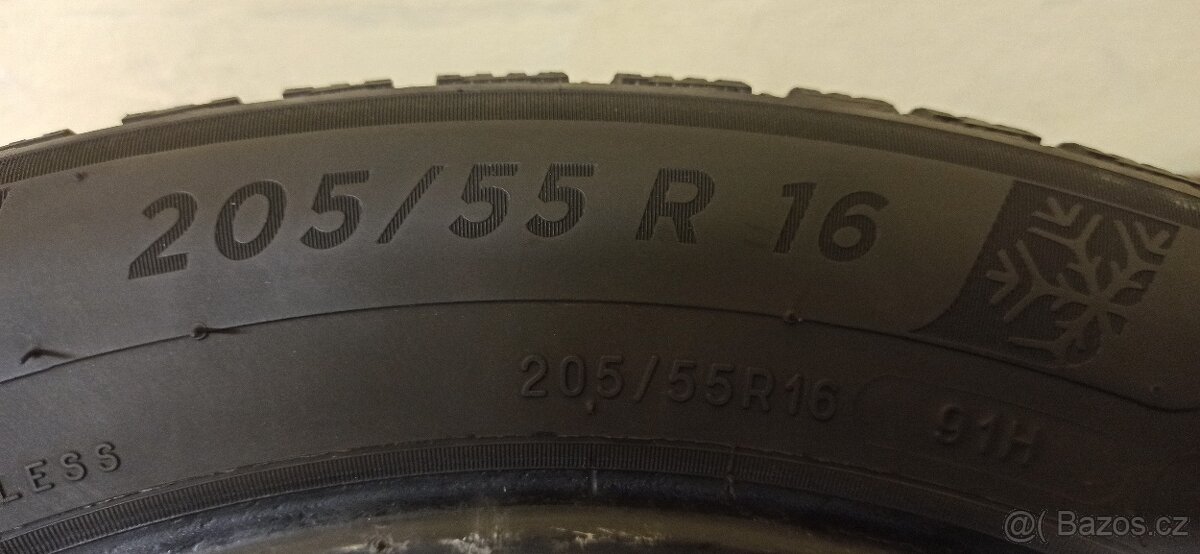 205/55 R 16
205/55R16 91H
LESS
@( Bazos.cz